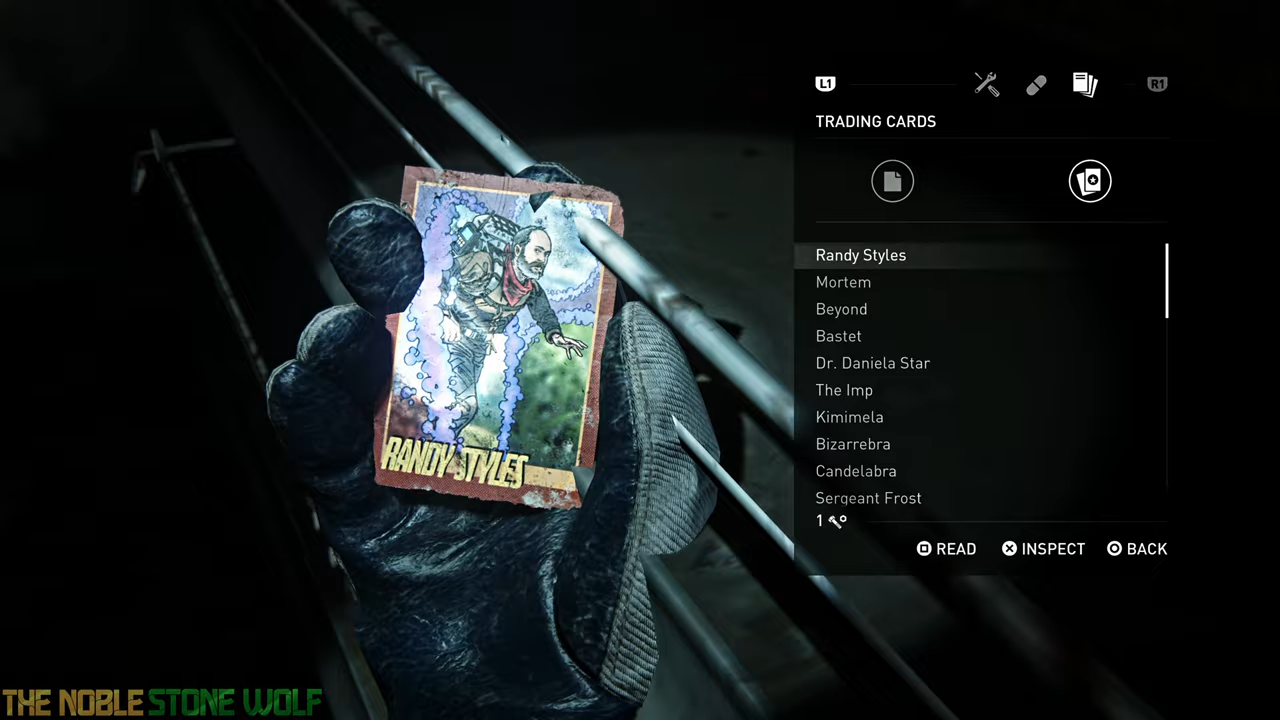 L1
R1
TRADING CARDS
Randy Styles
Mortem
Beyond
Bastet
Dr. Daniela Star
The Imp
Kimimela
Bizarrebra
Candelabra
Sergeant Frost
1
READ INSPECT BACK
RANDY STYLES
THE NOBLE STONE WOLF